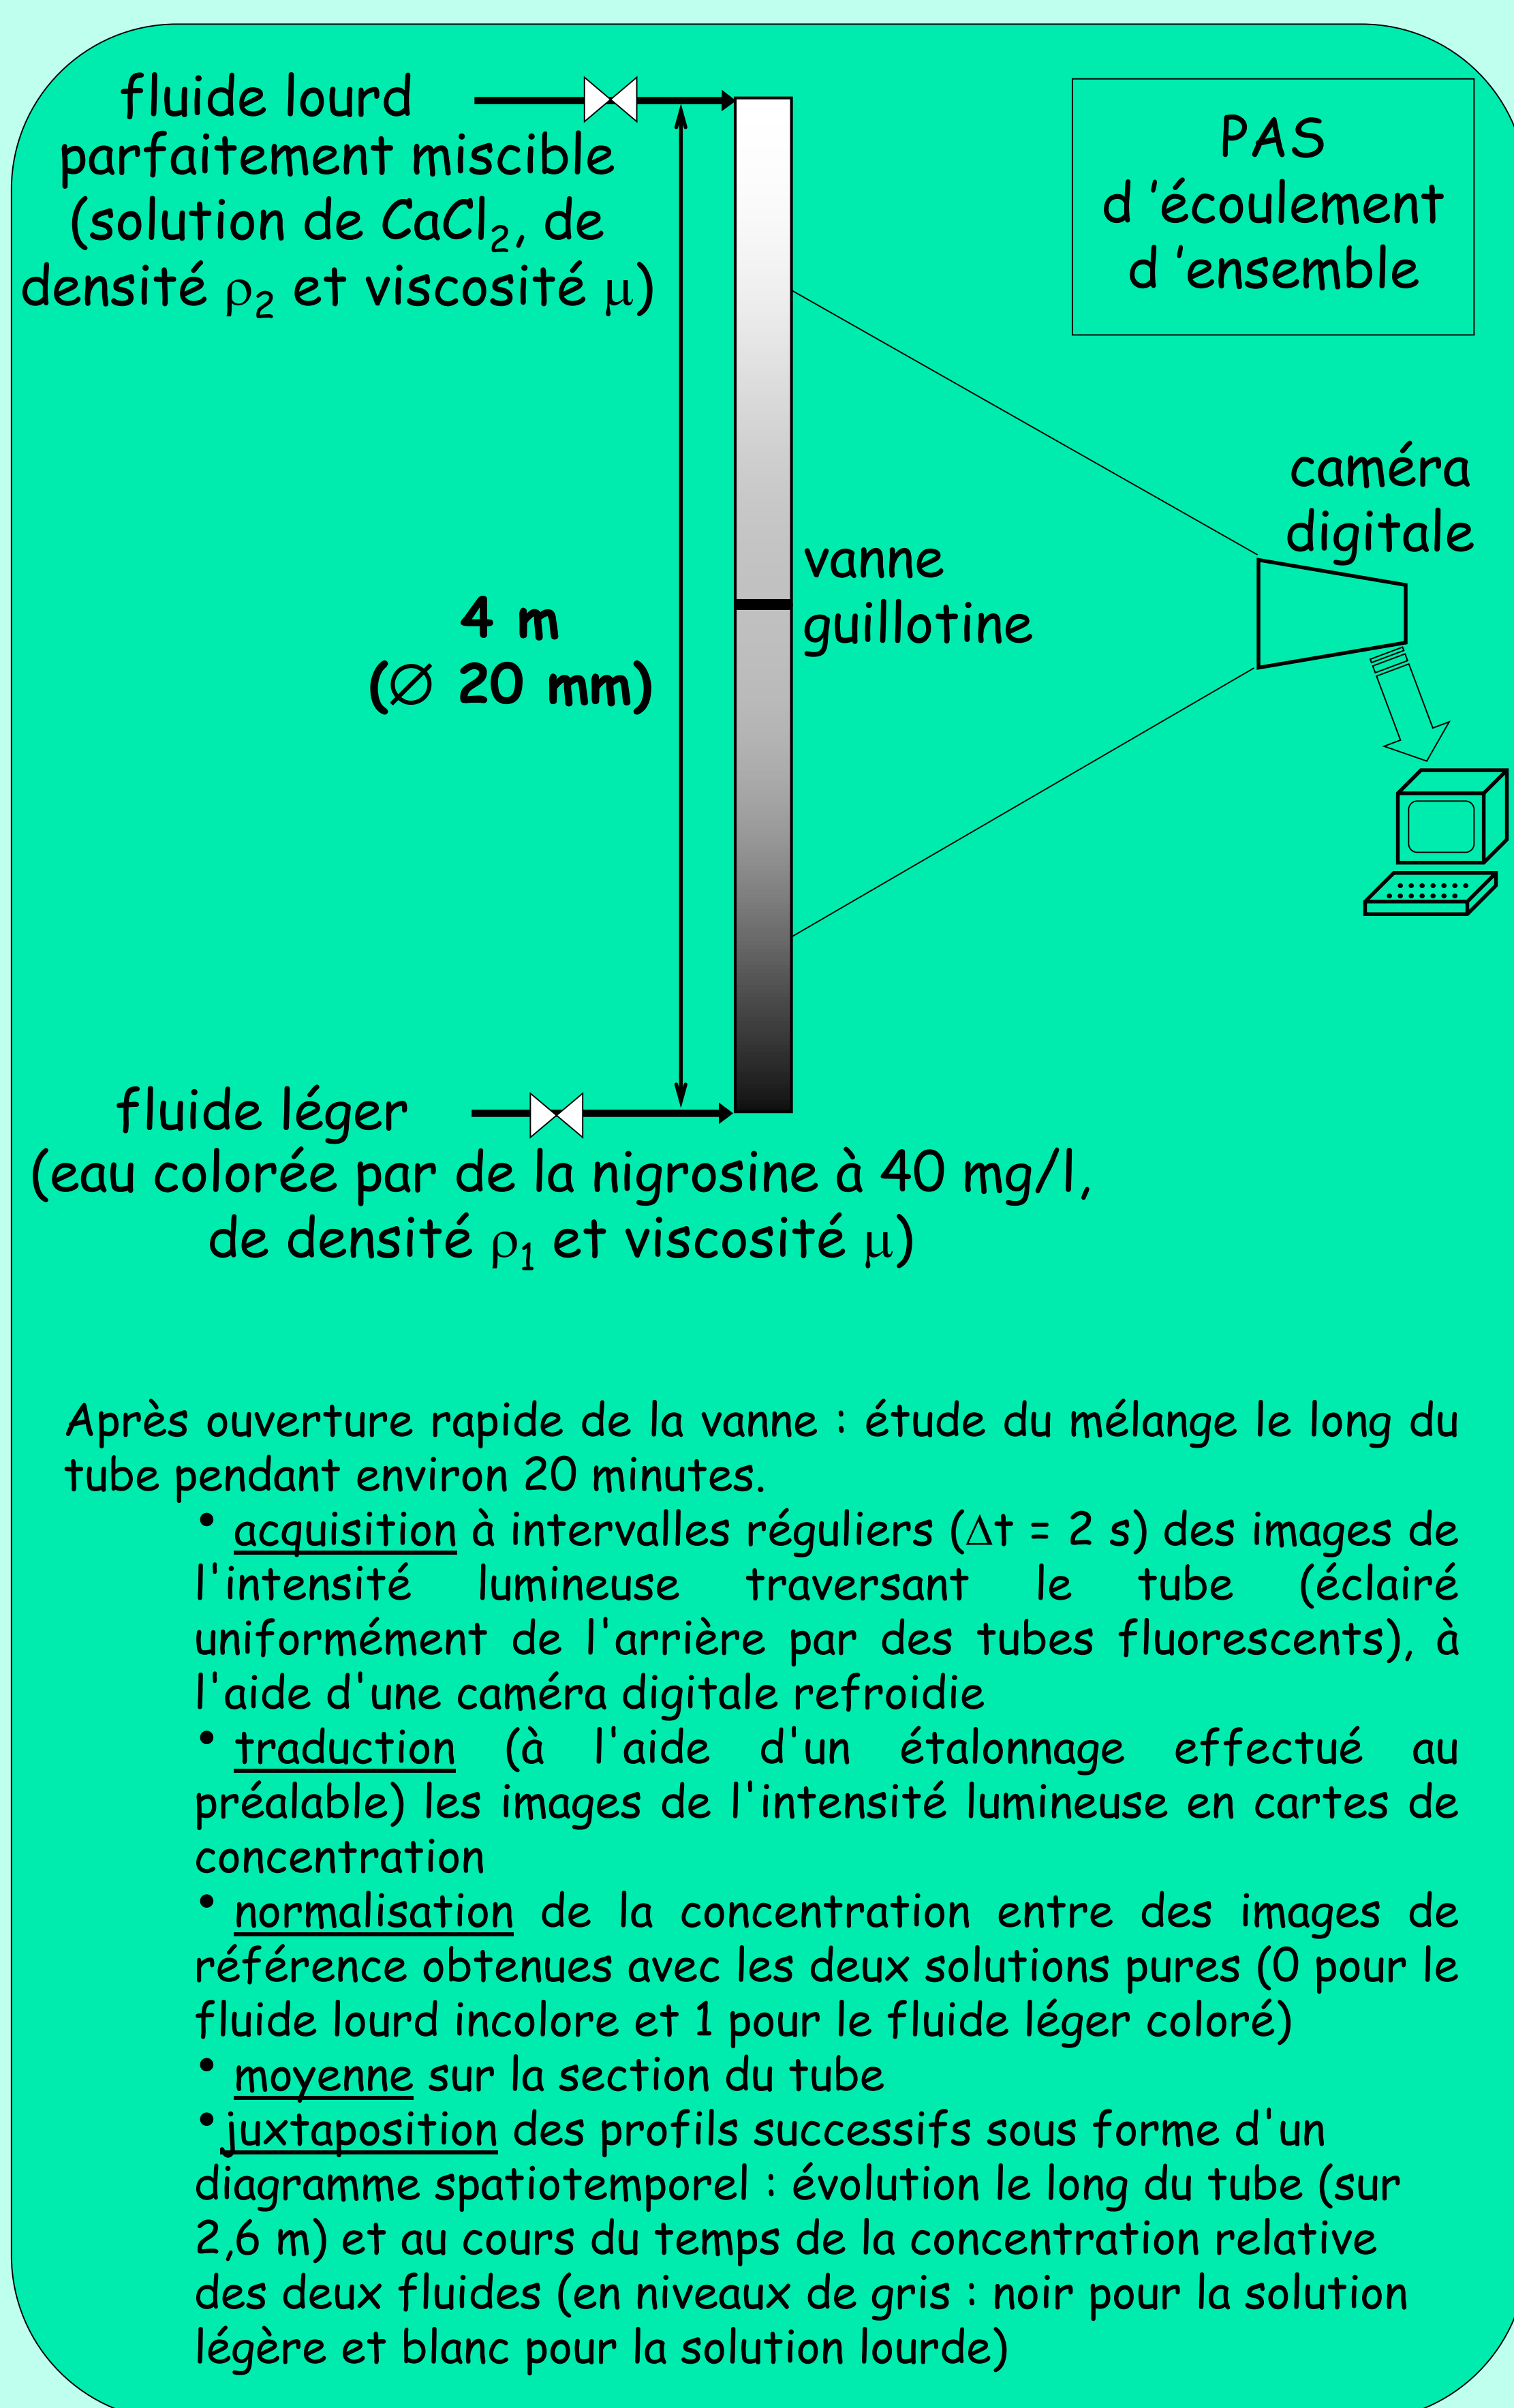 fluide lourd
parfaitement miscible
(solution de CaCl₂, de
densité ρ₂ et viscosité μ)
PAS
d ’écoulement
d ’ensemble
caméra
digitale
vanne
guillotine
4 m
(∅ 20 mm)
fluide léger
(eau colorée par de la nigrosine à 40 mg/l,
de densité ρ₁ et viscosité μ)
Après ouverture rapide de la vanne : étude du mélange le long du
tube pendant environ 20 minutes.
• acquisition à intervalles réguliers (Δt = 2 s) des images de
l'intensité lumineuse traversant le tube (éclairé
uniformément de l'arrière par des tubes fluorescents), à
l'aide d'une caméra digitale refroidie
• traduction (à l'aide d'un étalonnage effectué au
préalable) les images de l'intensité lumineuse en cartes de
concentration
• normalisation de la concentration entre des images de
référence obtenues avec les deux solutions pures (0 pour le
fluide lourd incolore et 1 pour le fluide léger coloré)
• moyenne sur la section du tube
• juxtaposition des profils successifs sous forme d'un
diagramme spatiotemporel : évolution le long du tube (sur
2,6 m) et au cours du temps de la concentration relative
des deux fluides (en niveaux de gris : noir pour la solution
légère et blanc pour la solution lourde)